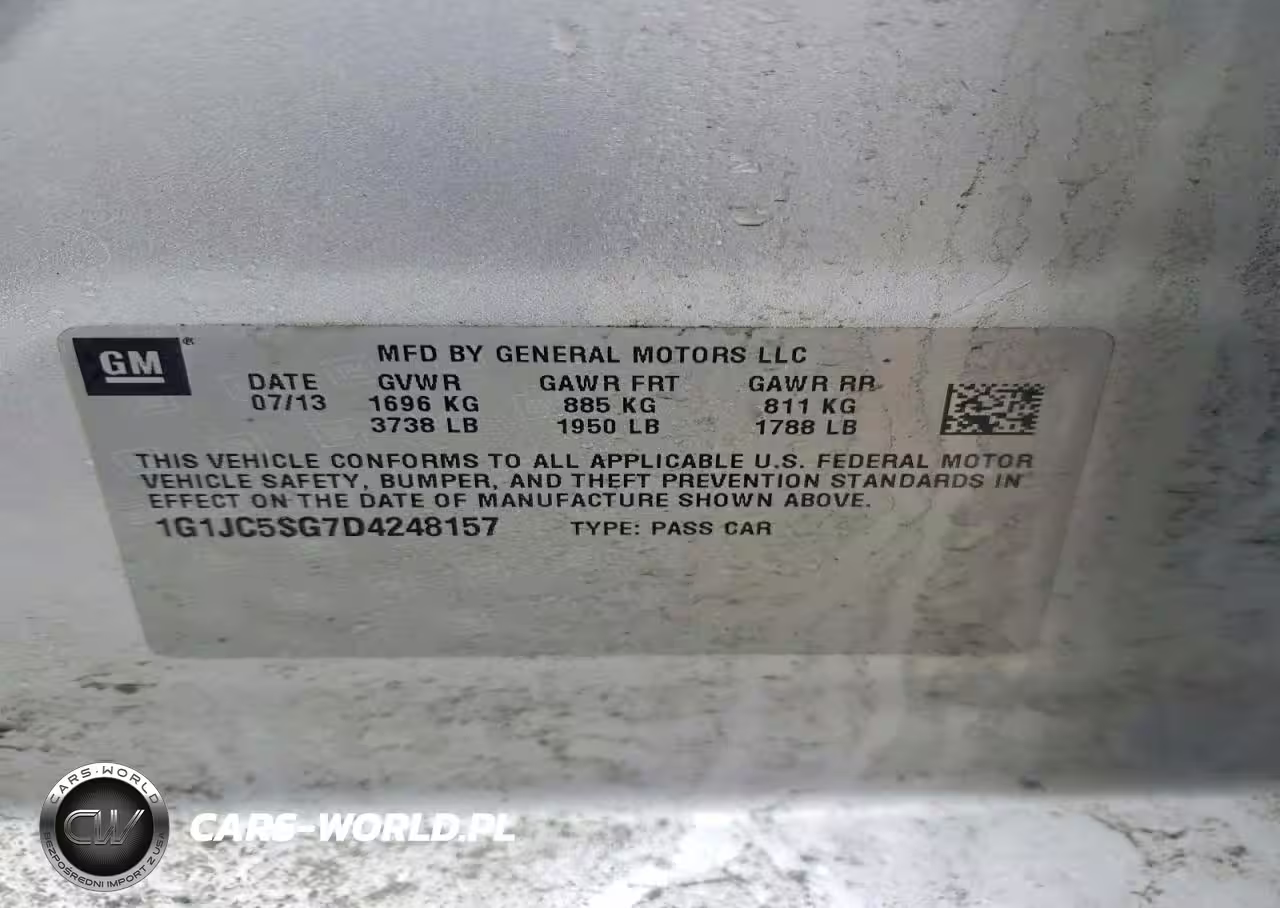 GM ®
MFD BY GENERAL MOTORS LLC
DATE GVWR GAWR FRT GAWR RR
07/13 1696 KG 885 KG 811 KG
3738 LB 1950 LB 1788 LB
THIS VEHICLE CONFORMS TO ALL APPLICABLE U.S. FEDERAL MOTOR
VEHICLE SAFETY, BUMPER, AND THEFT PREVENTION STANDARDS IN
EFFECT ON THE DATE OF MANUFACTURE SHOWN ABOVE.
1G1JC5SG7D4248157 TYPE: PASS CAR
CARS·WORLD
CW
BEZPOŚREDNI IMPORT Z USA
CARS-WORLD.PL